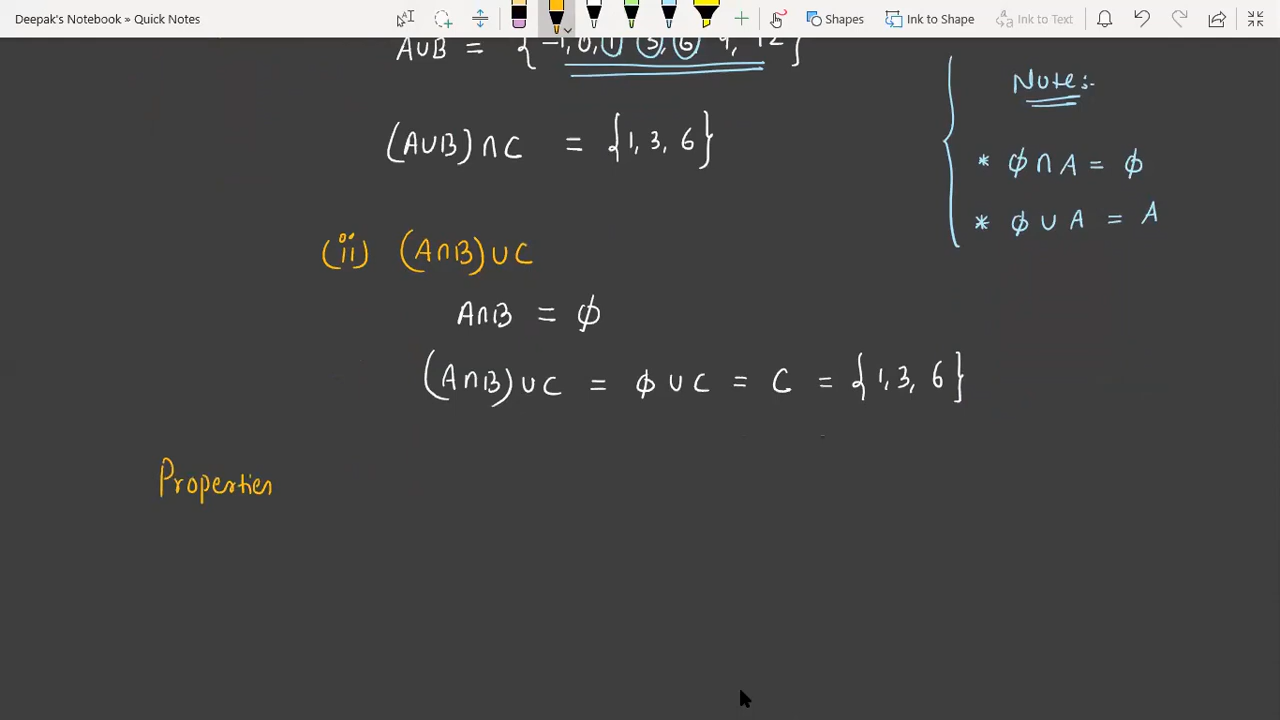 Deepak's Notebook » Quick Notes
Shapes
Ink to Shape
Ink to Text
A∪B = {-1, 0, 1, 3, 6, 9, 12}
Note:-
(A∪B)∩C = {1, 3, 6}
* ϕ∩A = ϕ
* ϕ∪A = A
(ii) (A∩B)∪C
A∩B = ϕ
(A∩B)∪C = ϕ∪C = C = {1, 3, 6}
Properties